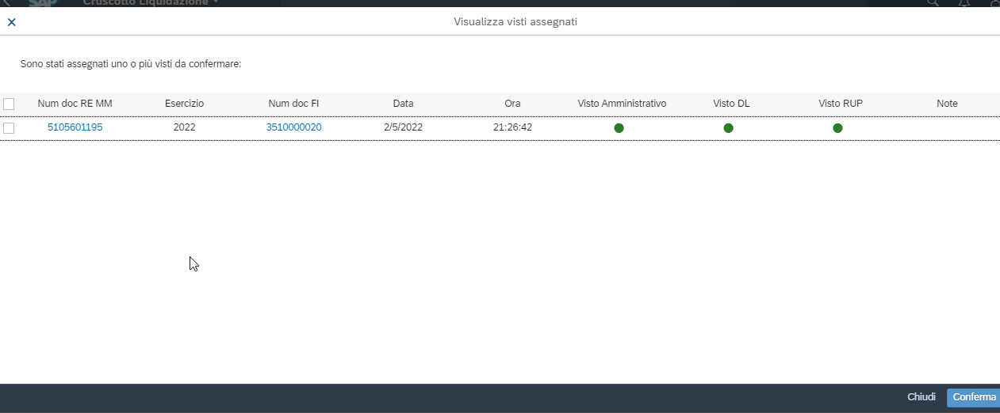 SAP Cruscotto Liquidazione
Visualizza visti assegnati
Sono stati assegnati uno o più visti da confermare:
Num doc RE MM Esercizio Num doc FI Data Ora Visto Amministrativo Visto DL Visto RUP Note
5105601195 2022 3510000020 2/5/2022 21:26:42
Chiudi Conferma